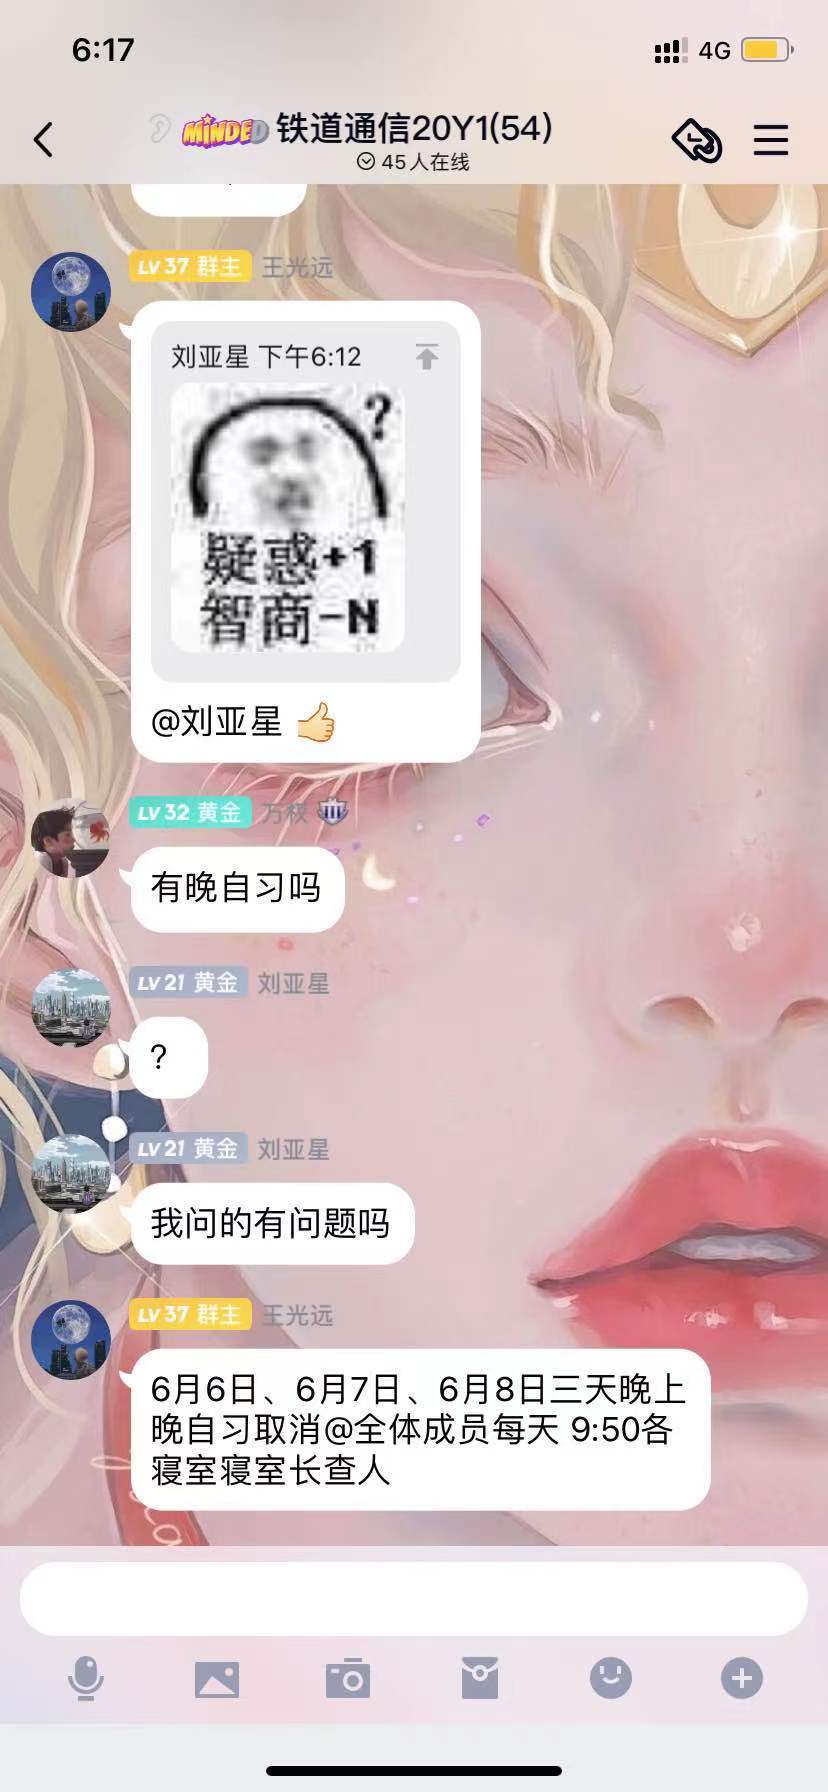 6:17
4G
MINDED 铁道通信20Y1(54)
45人在线
LV37 群主 王光远
刘亚星 下午6:12
?
疑惑+1
智商-N
@刘亚星
LV32 黄金 万权
有晚自习吗
LV21 黄金 刘亚星
?
LV21 黄金 刘亚星
我问的有问题吗
LV37 群主 王光远
6月6日、6月7日、6月8日三天晚上
晚自习取消@全体成员每天 9:50各
寝室寝室长查人